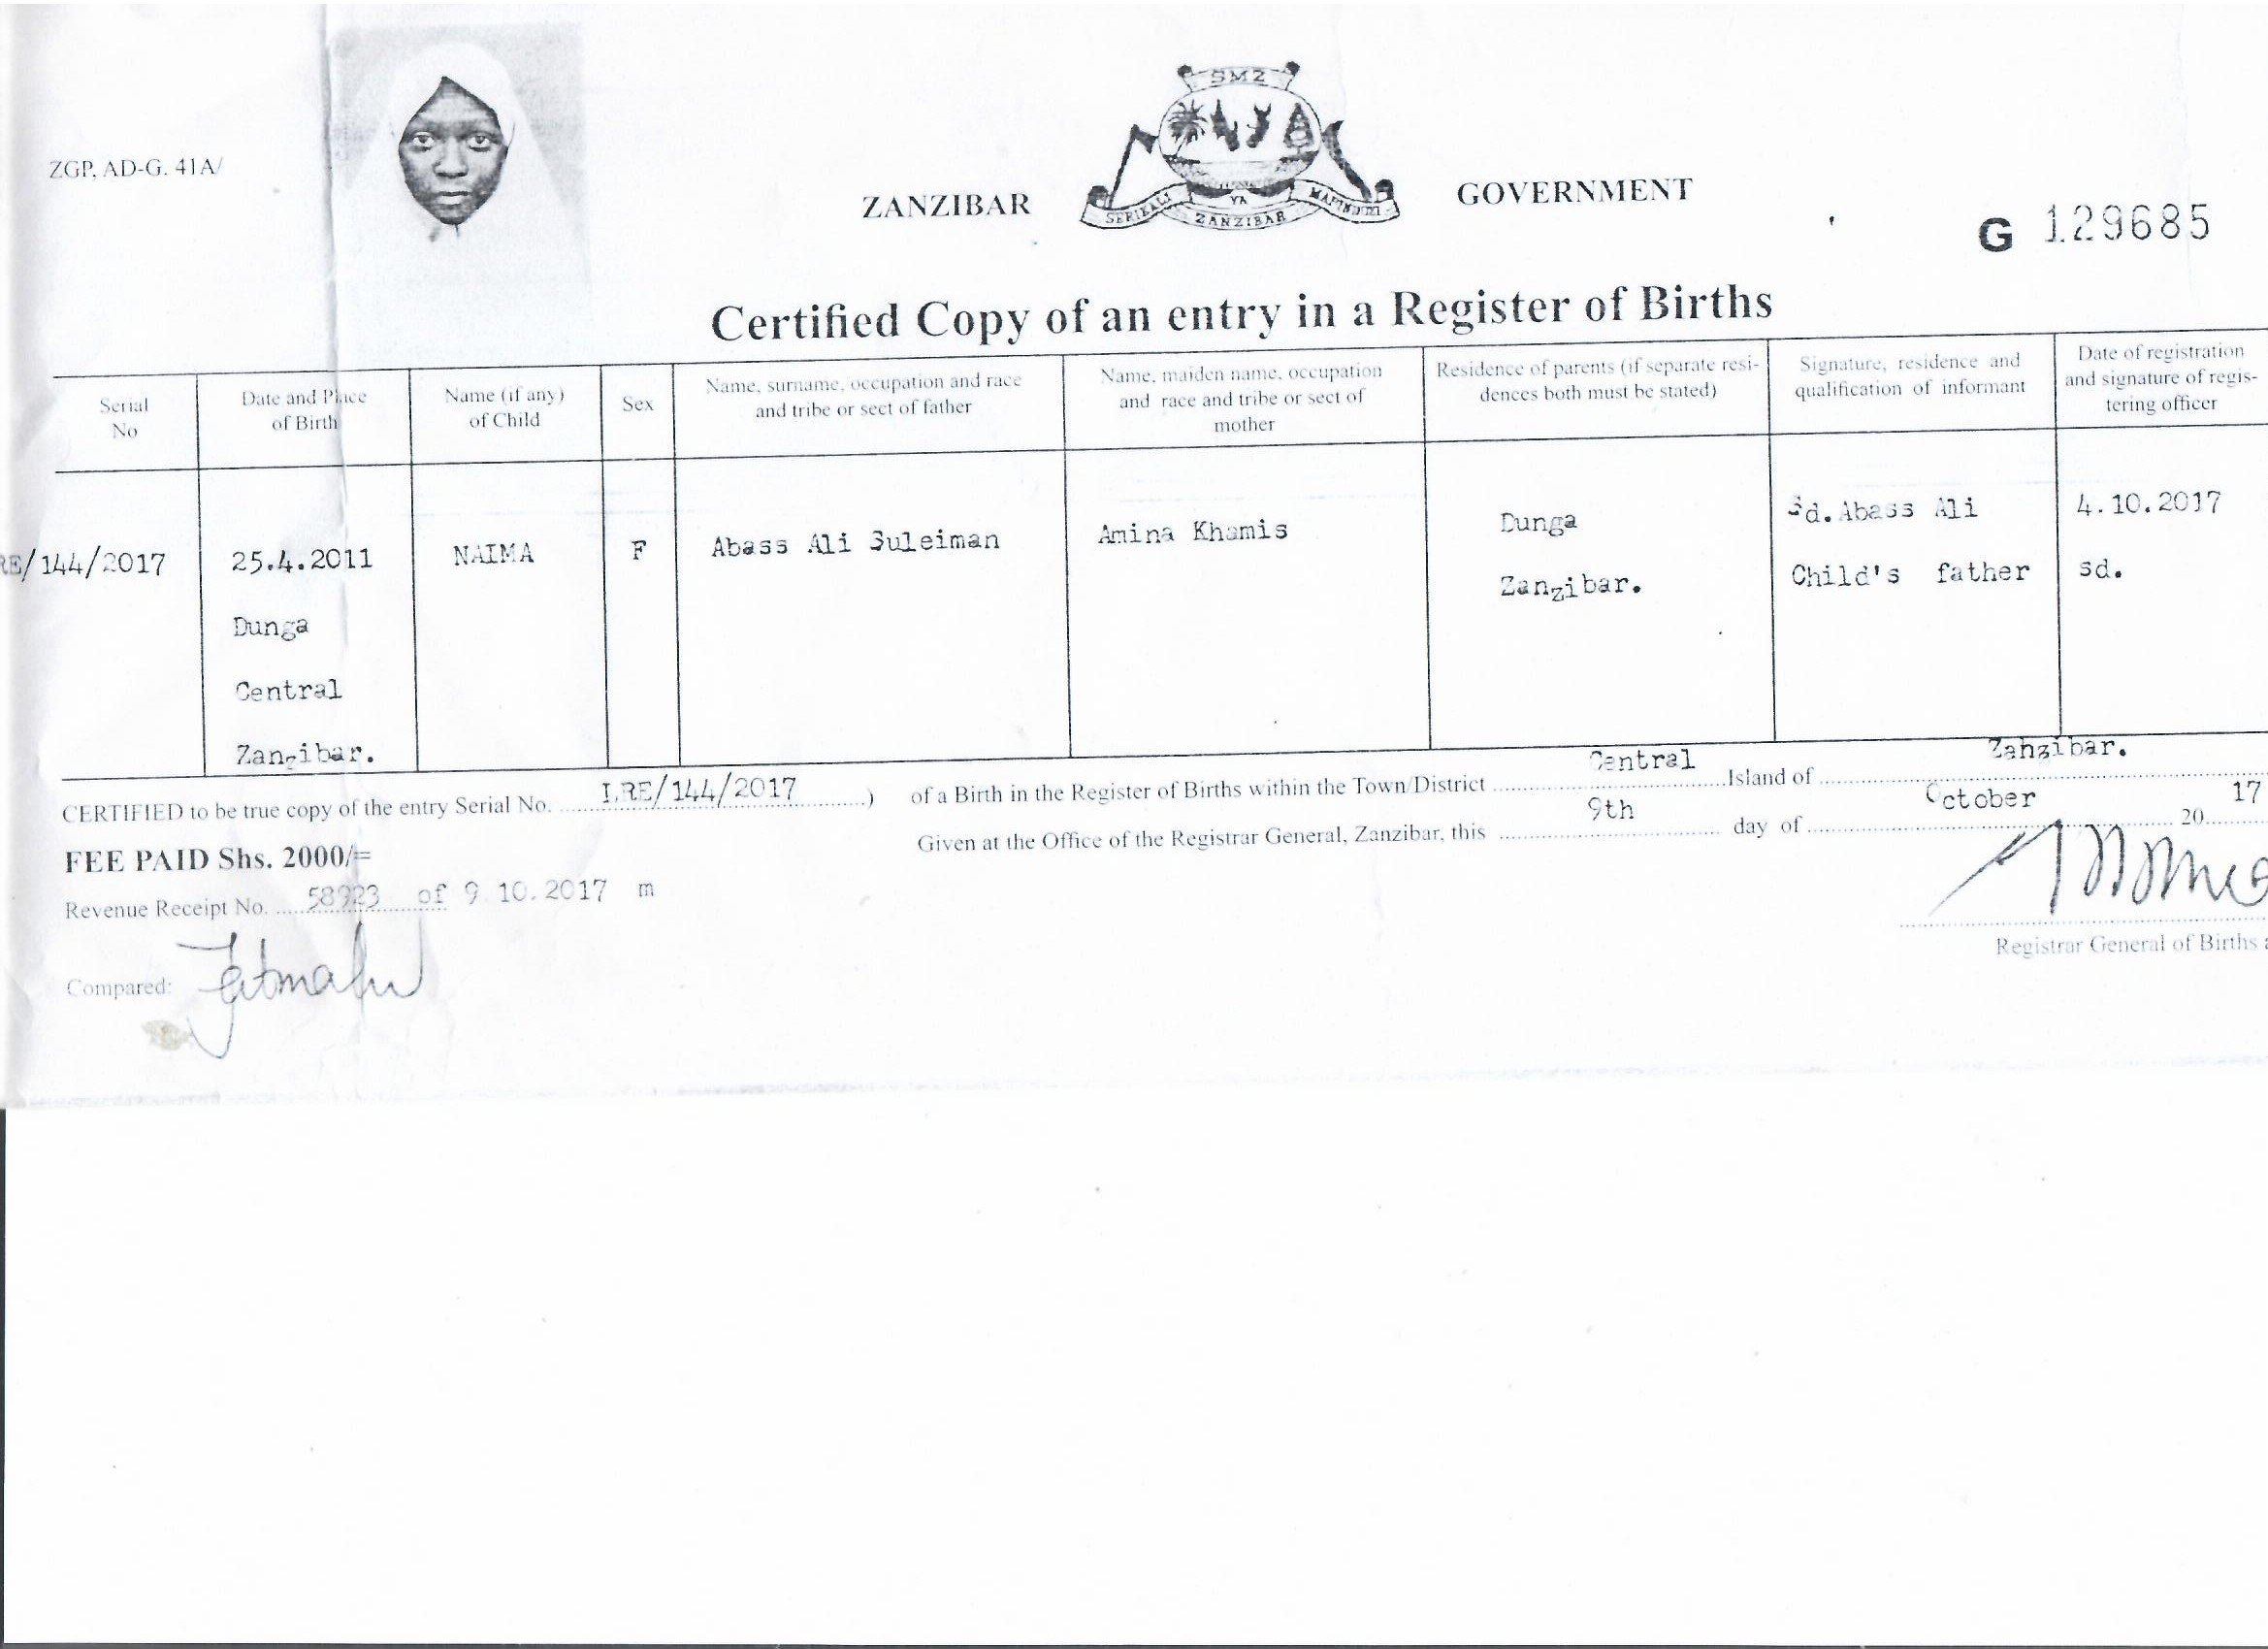 ZGP. AD-G. 41A/
SMZ
SERIKALI YA MAPINDUZI
ZANZIBAR
ZANZIBAR GOVERNMENT
G 129685
Certified Copy of an entry in a Register of Births
Serial
No
Date and Place
of Birth
Name (if any)
of Child
Sex
Name, surname, occupation and race
and tribe or sect of father
Name, maiden name, occupation
and race and tribe or sect of
mother
Residence of parents (if separate resi-
dences both must be stated)
Signature, residence and
qualification of informant
Date of registration
and signature of regis-
tering officer
RE/144/2017
25.4.2011
Dunga
Central
Zanzibar.
NAIMA
F
Abass Ali Suleiman
Amina Khamis
Dunga
Zanzibar.
Sd. Abass Ali
Child's father
4.10.2017
sd.
CERTIFIED to be true copy of the entry Serial No. LRE/144/2017 ) of a Birth in the Register of Births within the Town/District Central Island of Zanzibar.
Given at the Office of the Registrar General, Zanzibar, this 9th day of October 20 17
FEE PAID Shs. 2000/=
Revenue Receipt No. 58923 of 9 10.2017 m
Compared:
Registrar General of Births